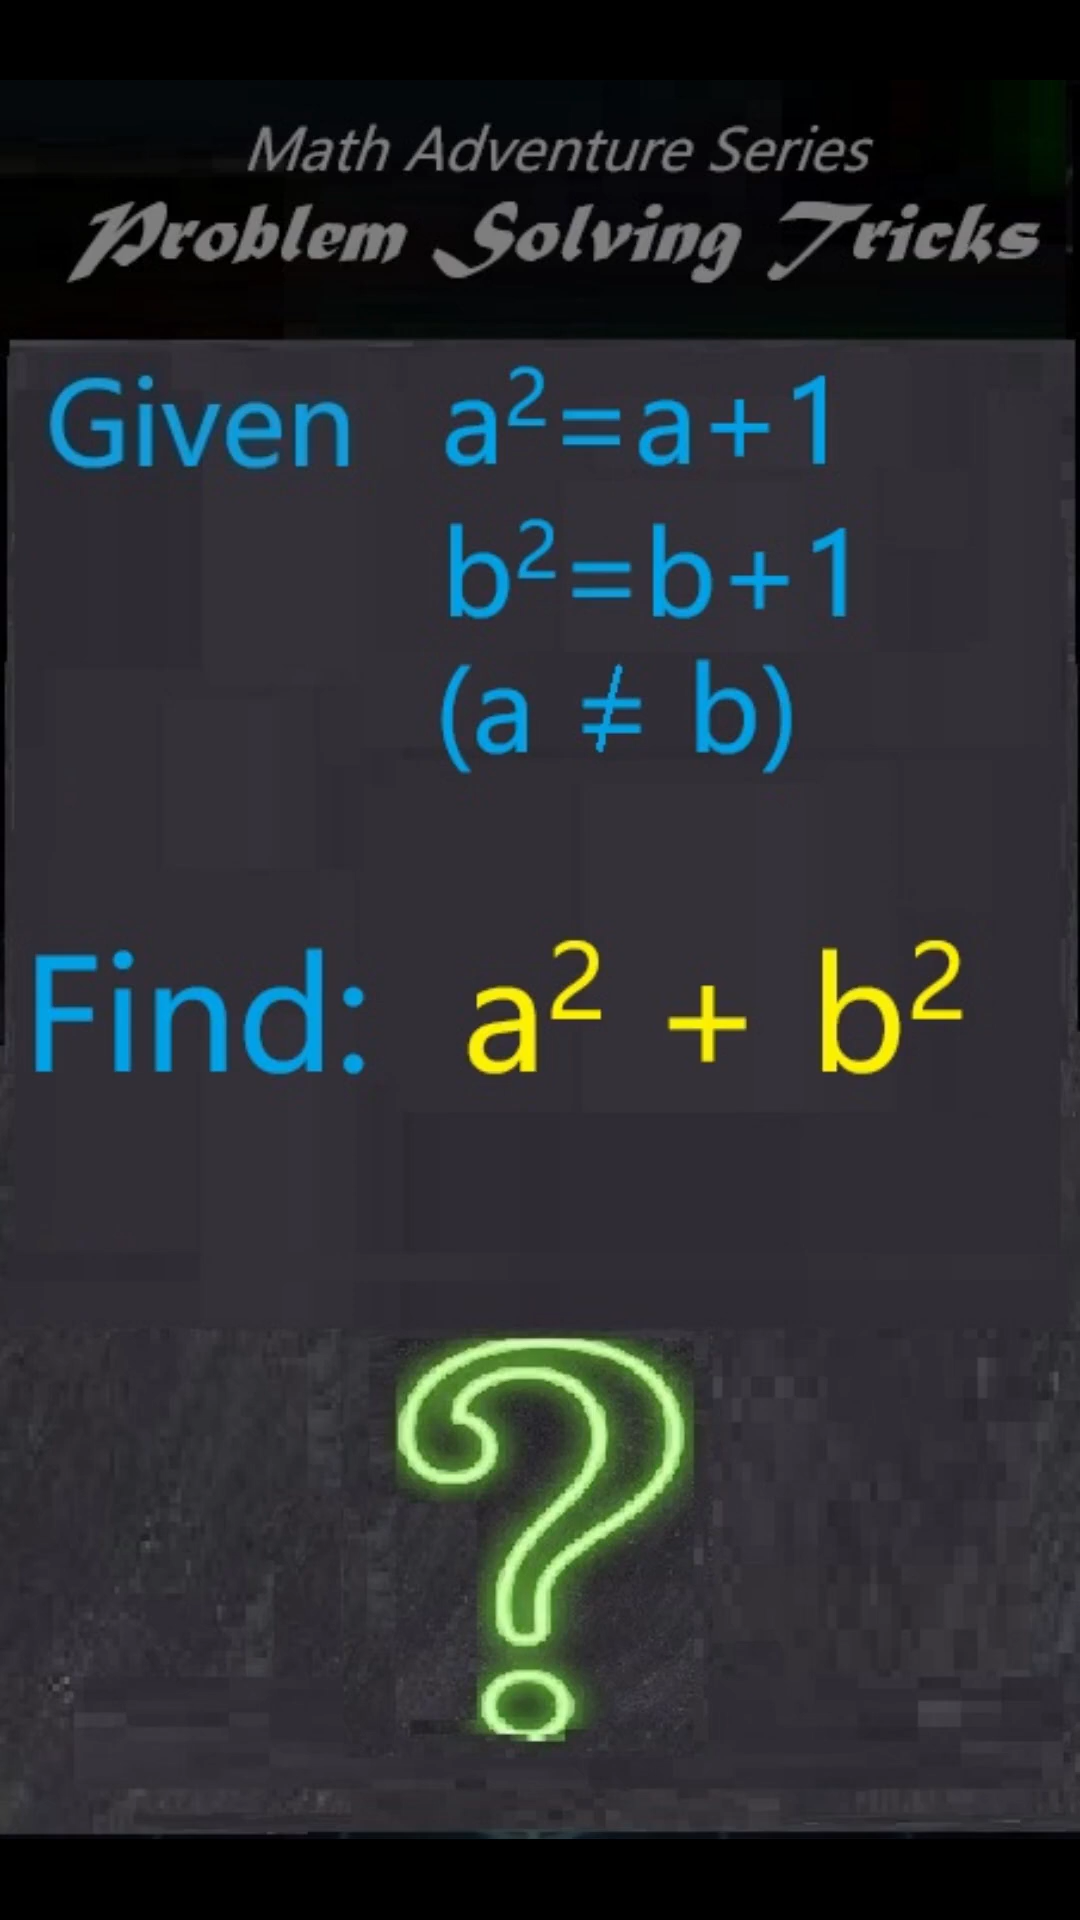 Math Adventure Series
Problem Solving Tricks
Given a²=a+1
b²=b+1
(a ≠ b)
Find: a² + b²
?